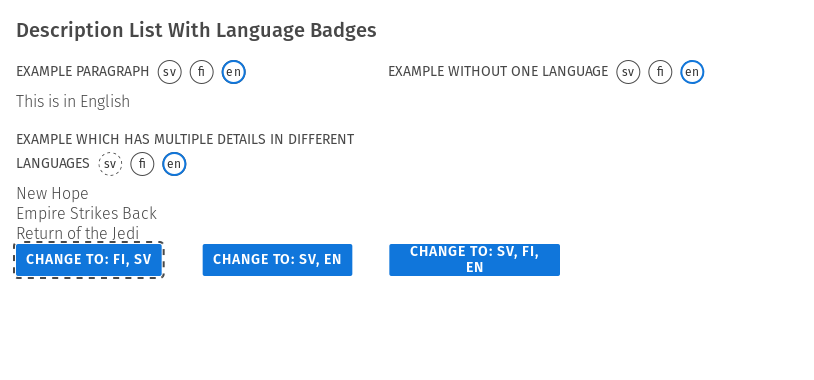 Description List With Language Badges
EXAMPLE PARAGRAPH sv fi en
EXAMPLE WITHOUT ONE LANGUAGE sv fi en
This is in English
EXAMPLE WHICH HAS MULTIPLE DETAILS IN DIFFERENT
LANGUAGES sv fi en
New Hope
Empire Strikes Back
Return of the Jedi
CHANGE TO: FI, SV
CHANGE TO: SV, EN
CHANGE TO: SV, FI,
EN